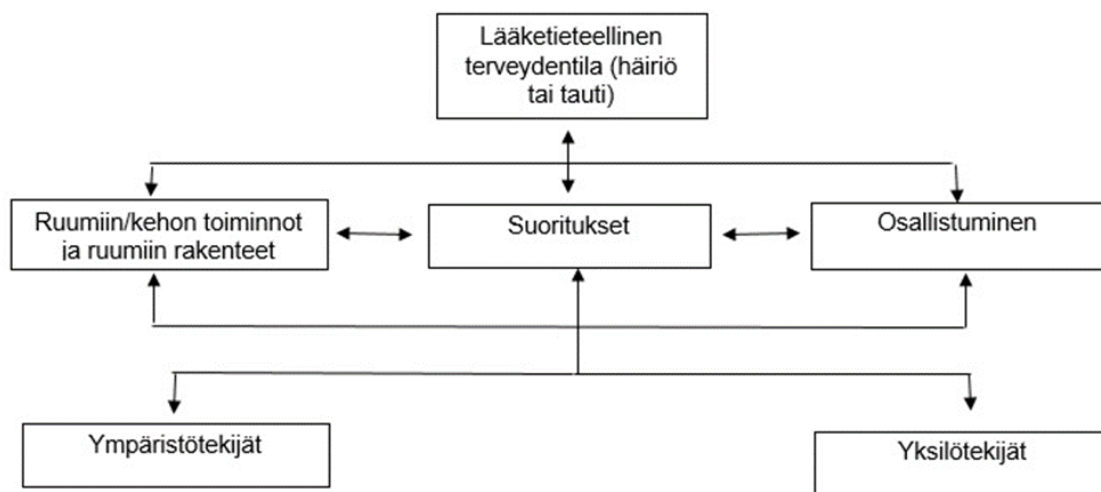 Lääketieteellinen
terveydentila (häiriö
tai tauti)
Ruumiin/kehon toiminnot
ja ruumiin rakenteet
Suoritukset
Osallistuminen
Ympäristötekijät
Yksilötekijät